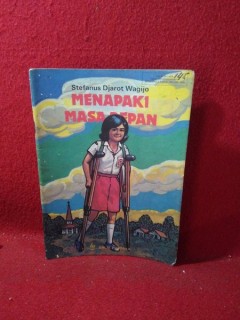 Stefanus Djarot Wagijo
MENAPAKI
MASA DEPAN